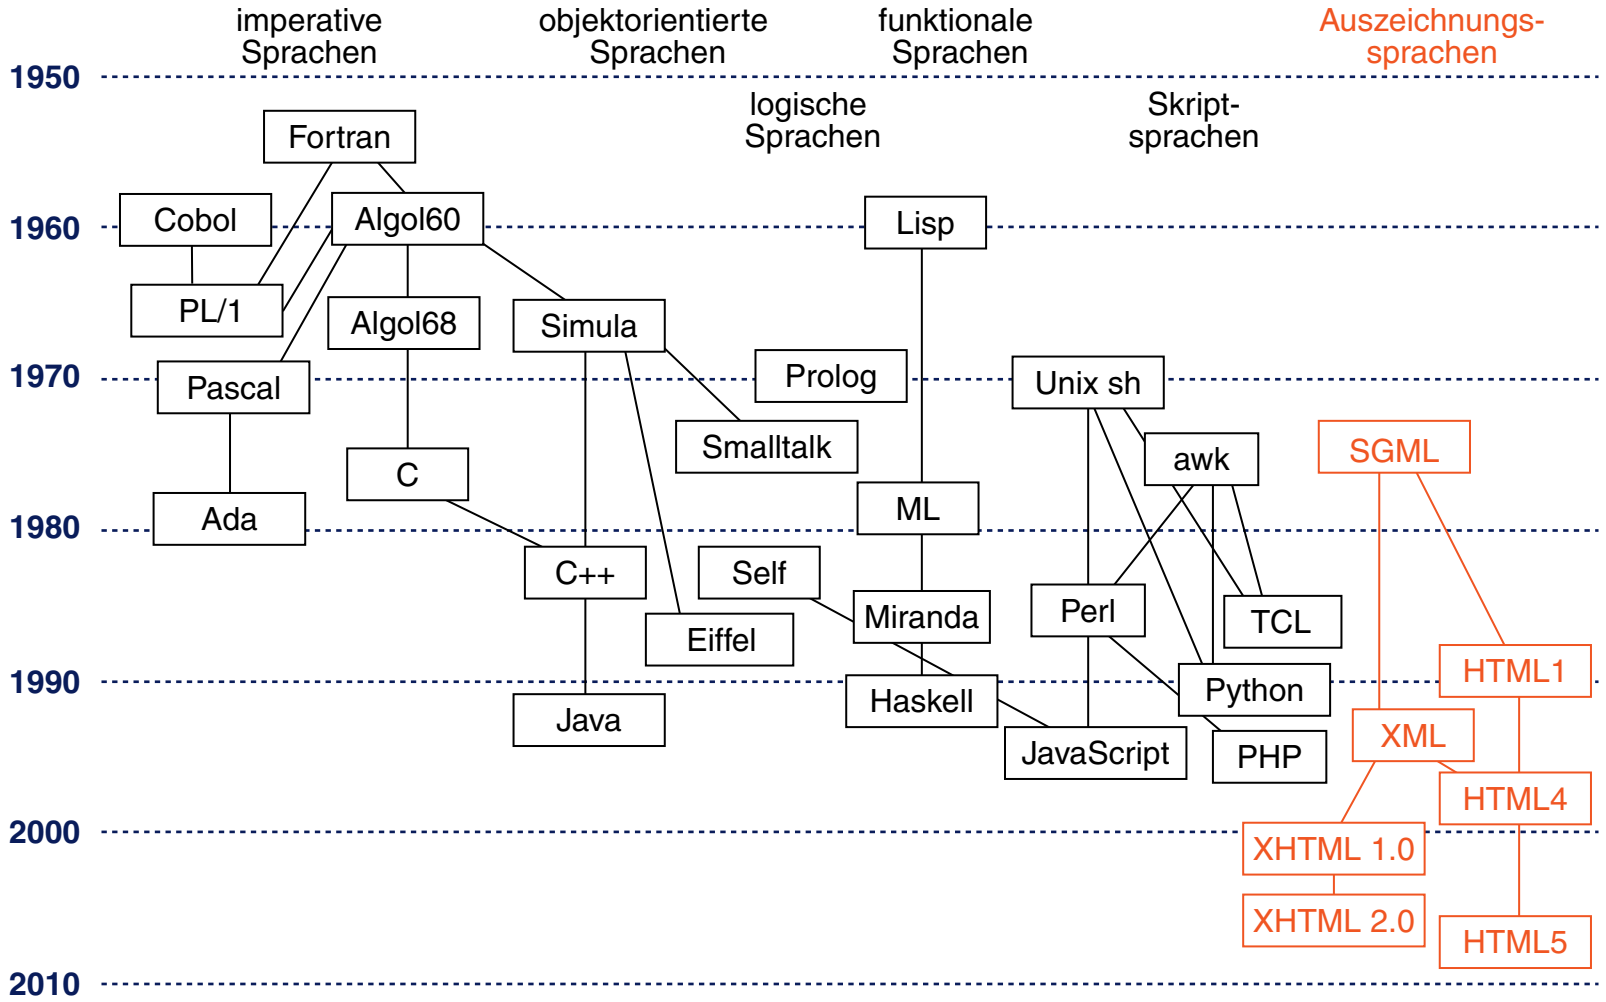 imperative
Sprachen
objektorientierte
Sprachen
funktionale
Sprachen
Auszeichnungs-
sprachen
1950
logische
Sprachen
Skript-
sprachen
Fortran
Cobol
Algol60
Lisp
1960
PL/1
Algol68
Simula
Prolog
Unix sh
1970
Pascal
Smalltalk
awk
SGML
C
ML
Ada
1980
C++
Self
Miranda
Perl
TCL
Eiffel
HTML1
1990
Haskell
Python
Java
XML
JavaScript
PHP
HTML4
2000
XHTML 1.0
XHTML 2.0
HTML5
2010